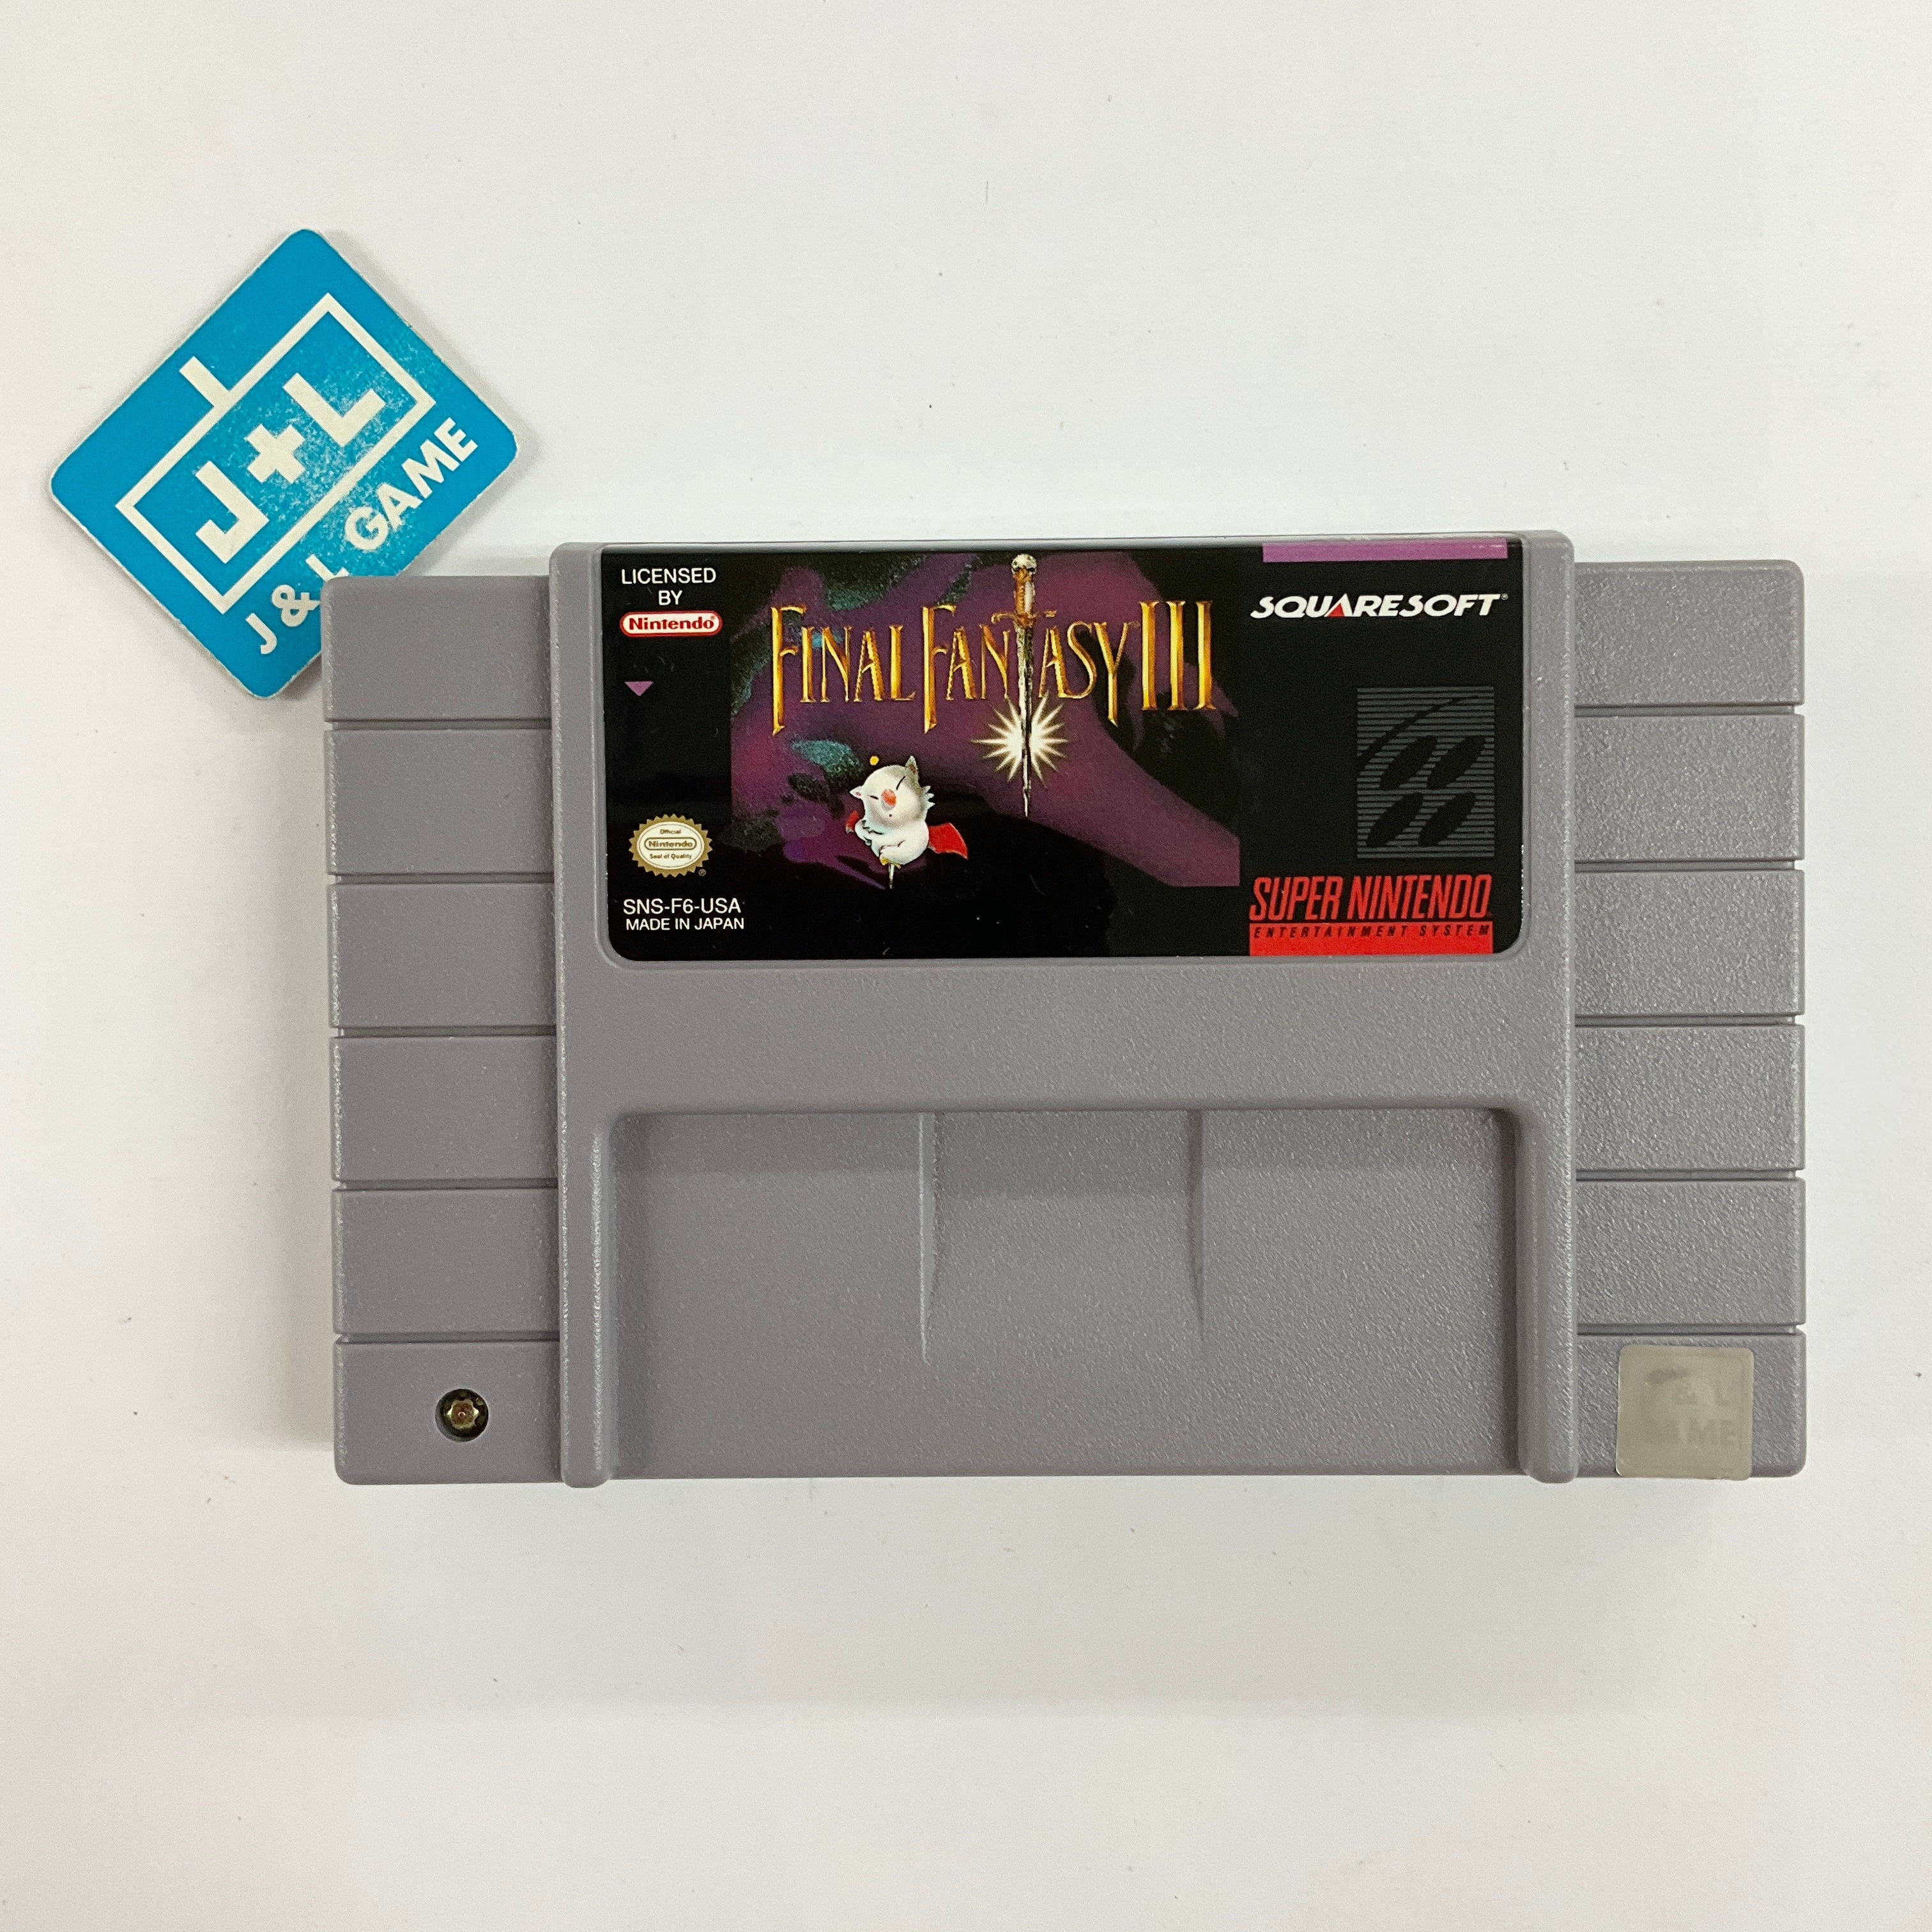 J+L
J & L GAME
LICENSED
BY
Nintendo®
FINAL FANTASY III
SQUARESOFT®
Official
Nintendo
Seal of Quality
®
SNS-F6-USA
MADE IN JAPAN
SUPER NINTENDO
ENTERTAINMENT SYSTEM
& L
ME